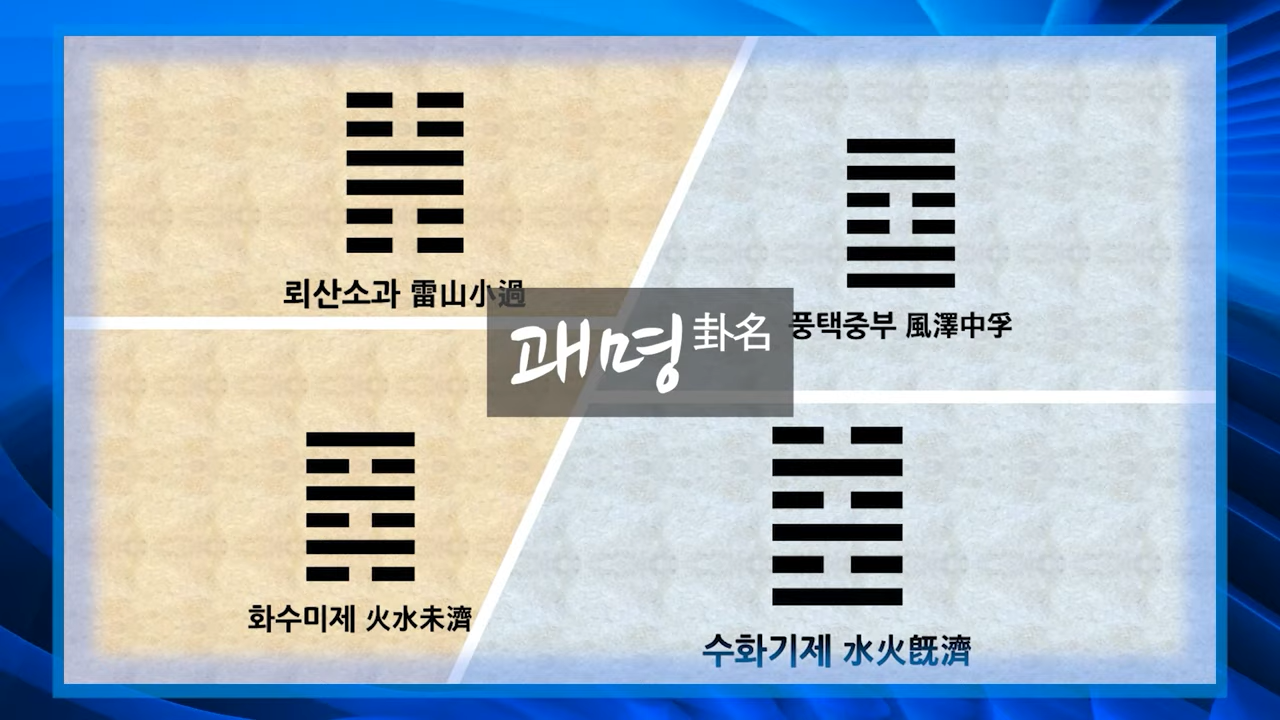 뢰산소과 雷山小過
풍택중부 風澤中孚
괘명 卦名
화수미제 火水未濟
수화기제 水火旣濟